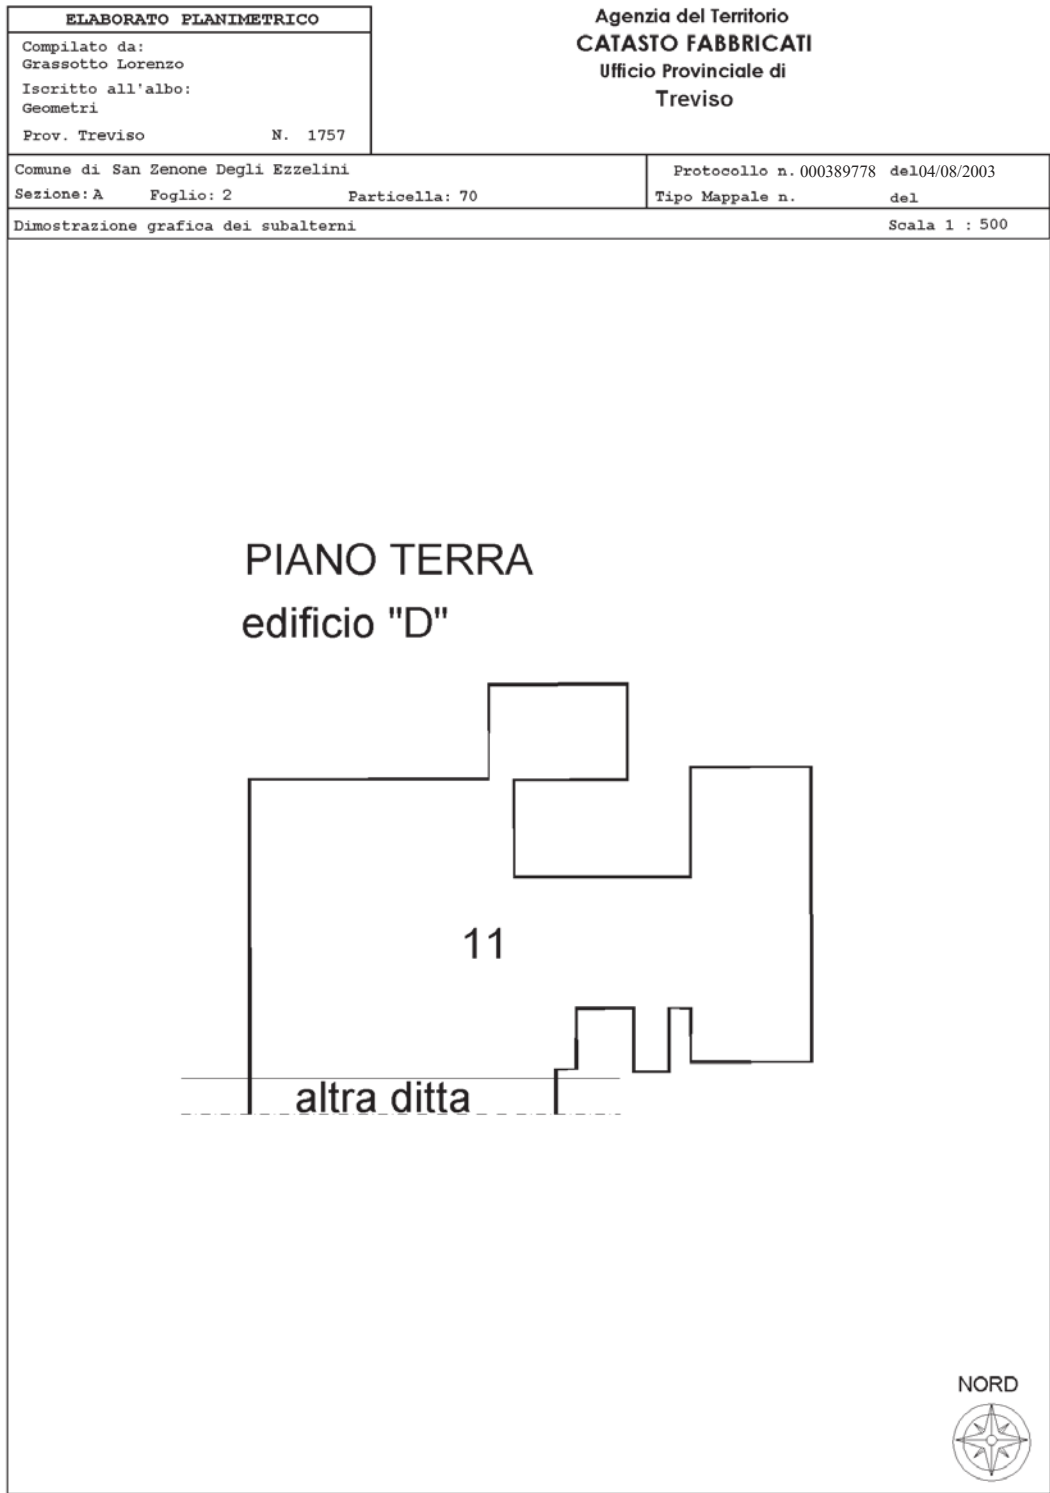 ELABORATO PLANIMETRICO
Compilato da:
Grassotto Lorenzo
Iscritto all'albo:
Geometri
Prov. Treviso N. 1757
Agenzia del Territorio
CATASTO FABBRICATI
Ufficio Provinciale di
Treviso
Comune di San Zenone Degli Ezzelini
Sezione: A Foglio: 2 Particella: 70
Protocollo n. 000389778 del 04/08/2003
Tipo Mappale n. del
Dimostrazione grafica dei subalterni Scala 1 : 500
PIANO TERRA
edificio "D"
11
altra ditta
NORD